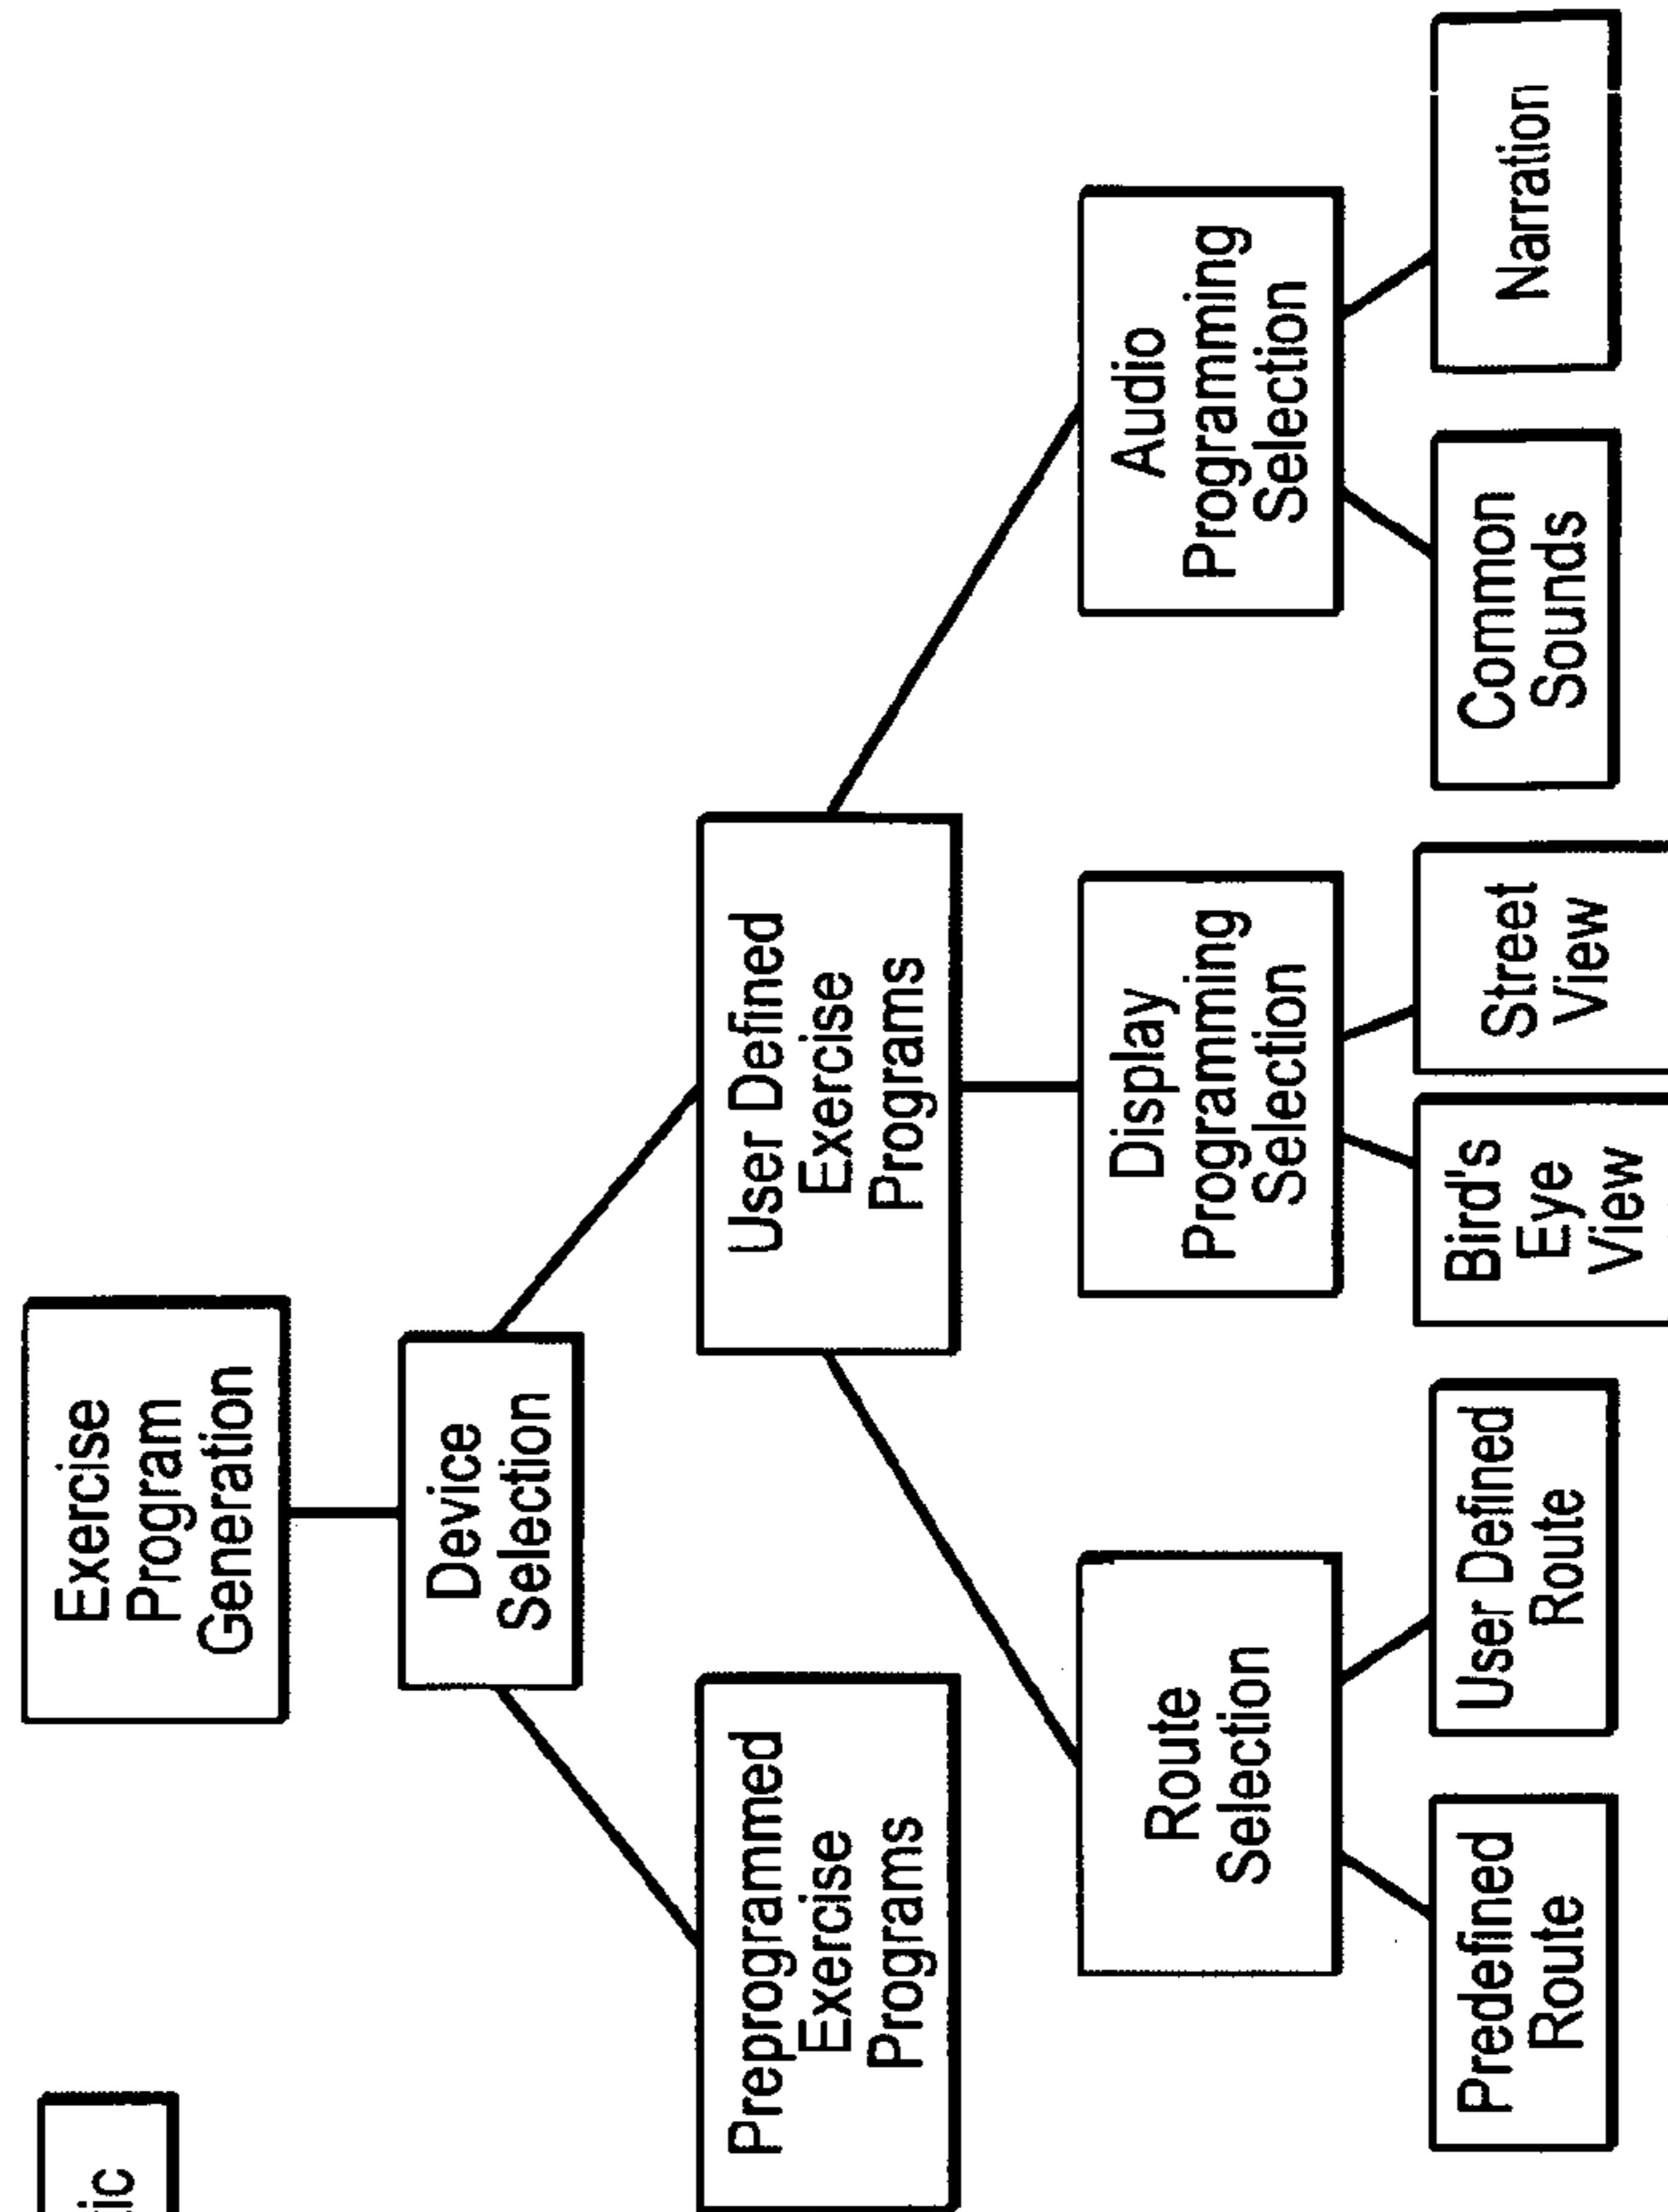 Exercise
Program
Generation
Device
Selection
Preprogrammed
Exercise
Programs
User Defined
Exercise
Programs
Route
Selection
Display
Programming
Selection
Audio
Programming
Selection
Predefined
Route
User Defined
Route
Bird's
Eye
View
Street
View
Common
Sounds
Narration